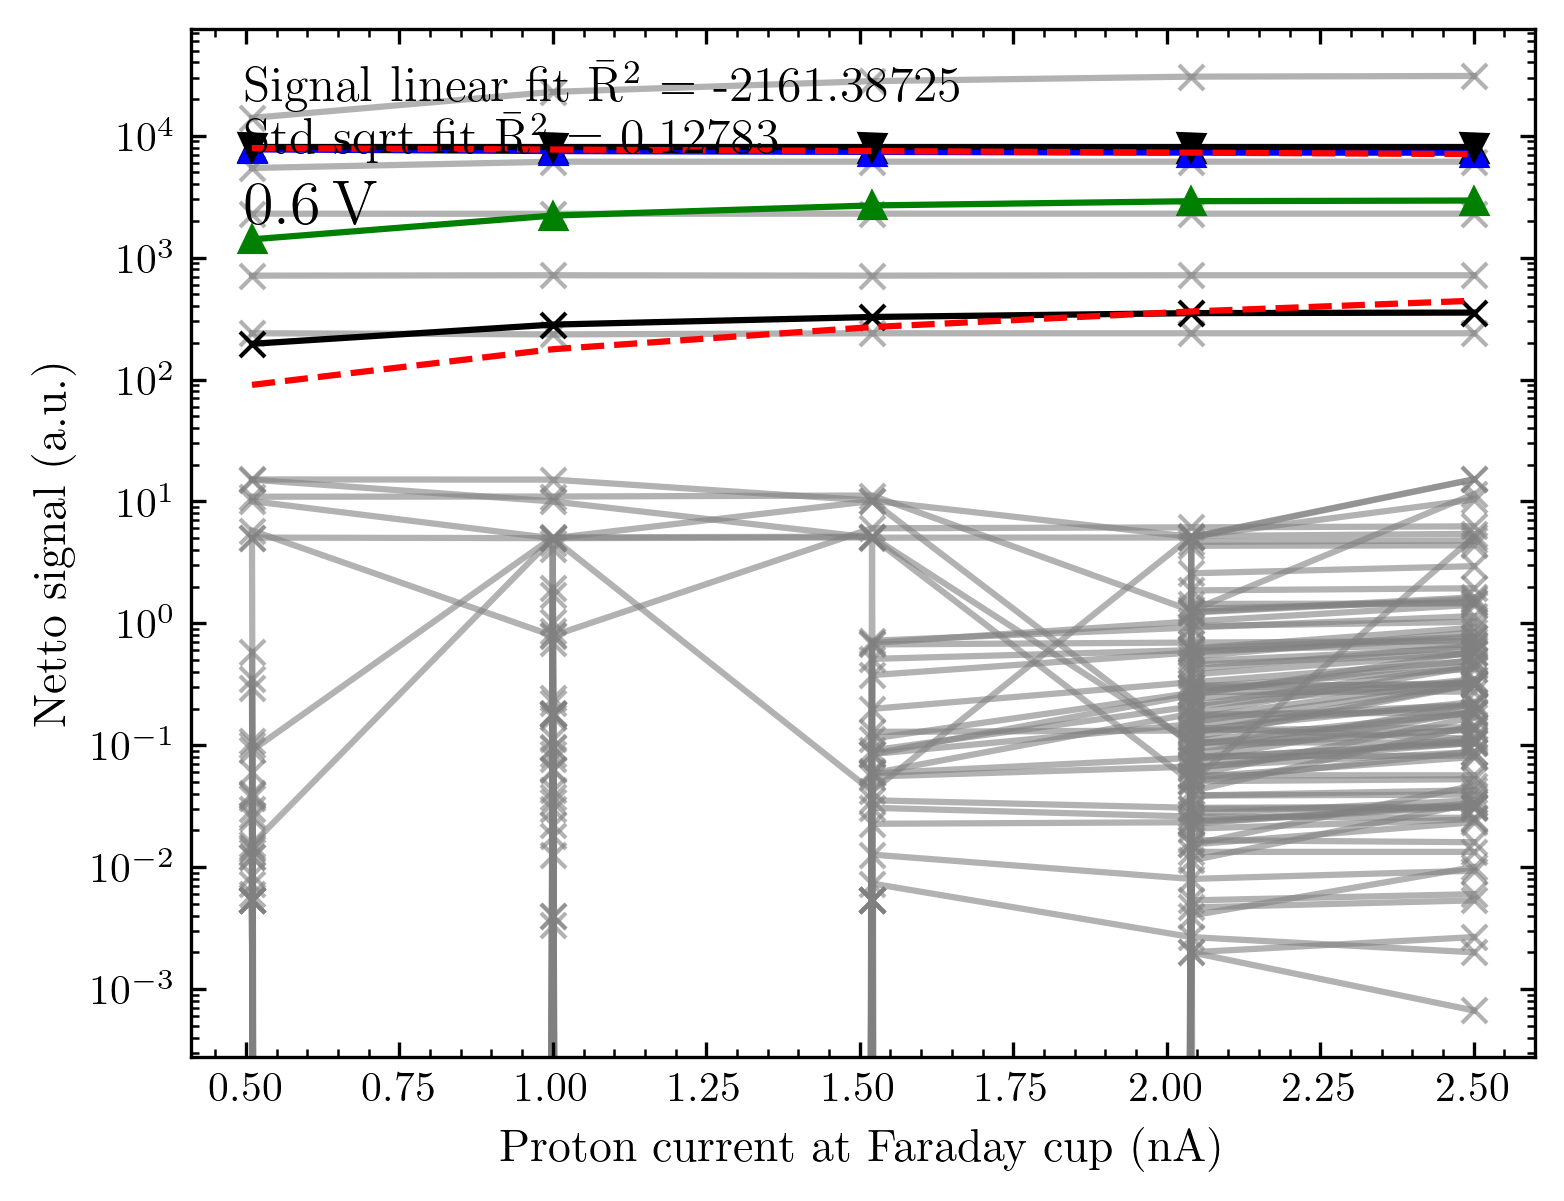 Signal linear fit R̄² = -2161.38725
Std sqrt fit R̄² = 0.12783
0.6 V
10⁴
10³
10²
10¹
10⁰
10⁻¹
10⁻²
10⁻³
Netto signal (a.u.)
0.50 0.75 1.00 1.25 1.50 1.75 2.00 2.25 2.50
Proton current at Faraday cup (nA)